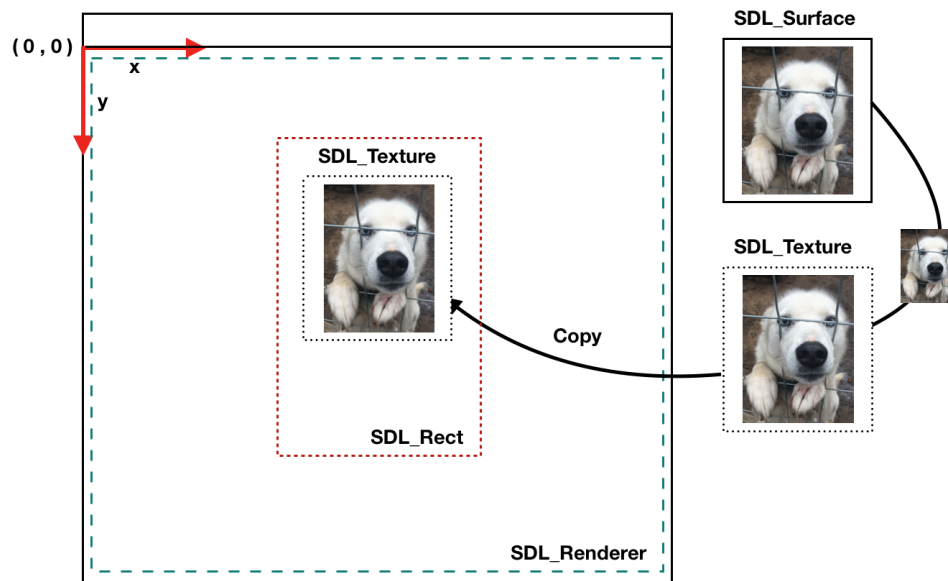 SDL_Surface
(0,0)
x
y
SDL_Texture
SDL_Texture
Copy
SDL_Rect
SDL_Renderer